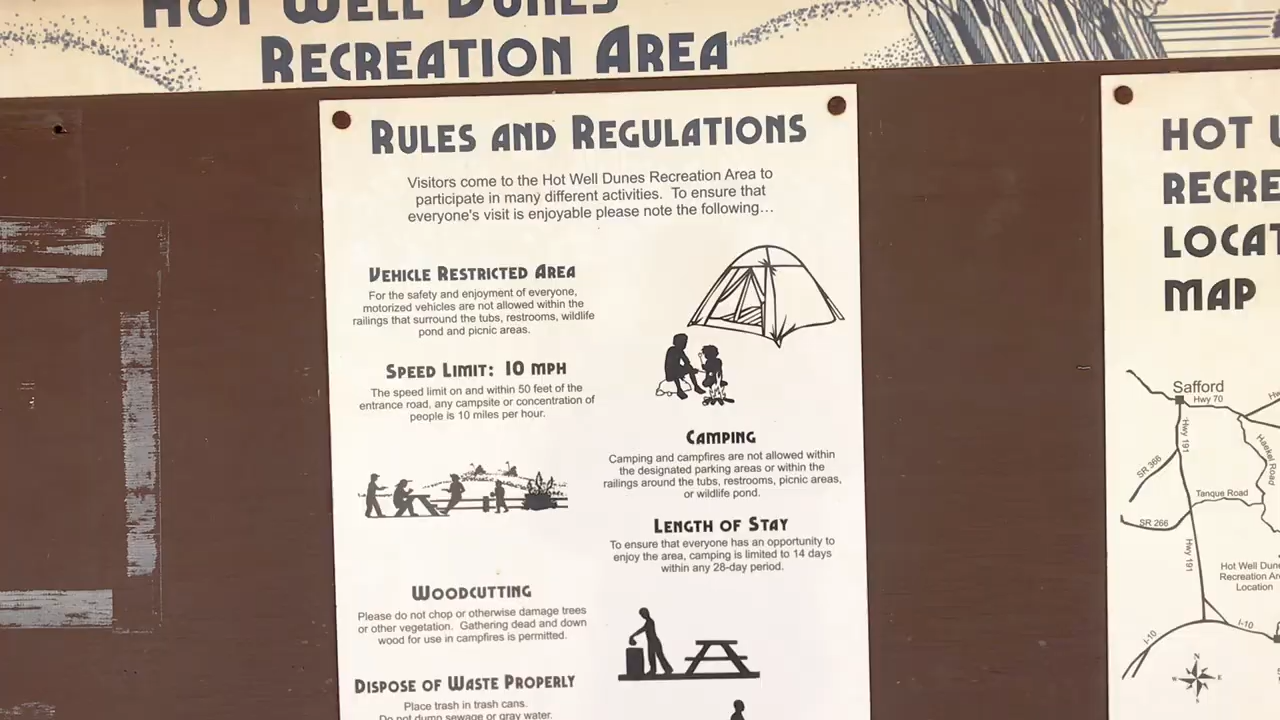 HOT WELL DUNES
RECREATION AREA
RULES AND REGULATIONS
Visitors come to the Hot Well Dunes Recreation Area to
participate in many different activities. To ensure that
everyone's visit is enjoyable please note the following...
VEHICLE RESTRICTED AREA
For the safety and enjoyment of everyone,
motorized vehicles are not allowed within the
railings that surround the tubs, restrooms, wildlife
pond and picnic areas.
SPEED LIMIT: 10 MPH
The speed limit on and within 50 feet of the
entrance road, any campsite or concentration of
people is 10 miles per hour.
CAMPING
Camping and campfires are not allowed within
the designated parking areas or within the
railings around the tubs, restrooms, picnic areas,
or wildlife pond.
LENGTH OF STAY
To ensure that everyone has an opportunity to
enjoy the area, camping is limited to 14 days
within any 28-day period.
WOODCUTTING
Please do not chop or otherwise damage trees
or other vegetation. Gathering dead and down
wood for use in campfires is permitted.
DISPOSE OF WASTE PROPERLY
Place trash in trash cans.
Do not dump sewage or gray water.
HOT
RECRE
LOCAT
MAP
Safford
Hwy 70
Hwy 191
SR 366
Haekel Road
Tanque Road
SR 266
Hwy 191
Hot Well Dune
Recreation Ar
Location
I-10
I-10
N
W E
S